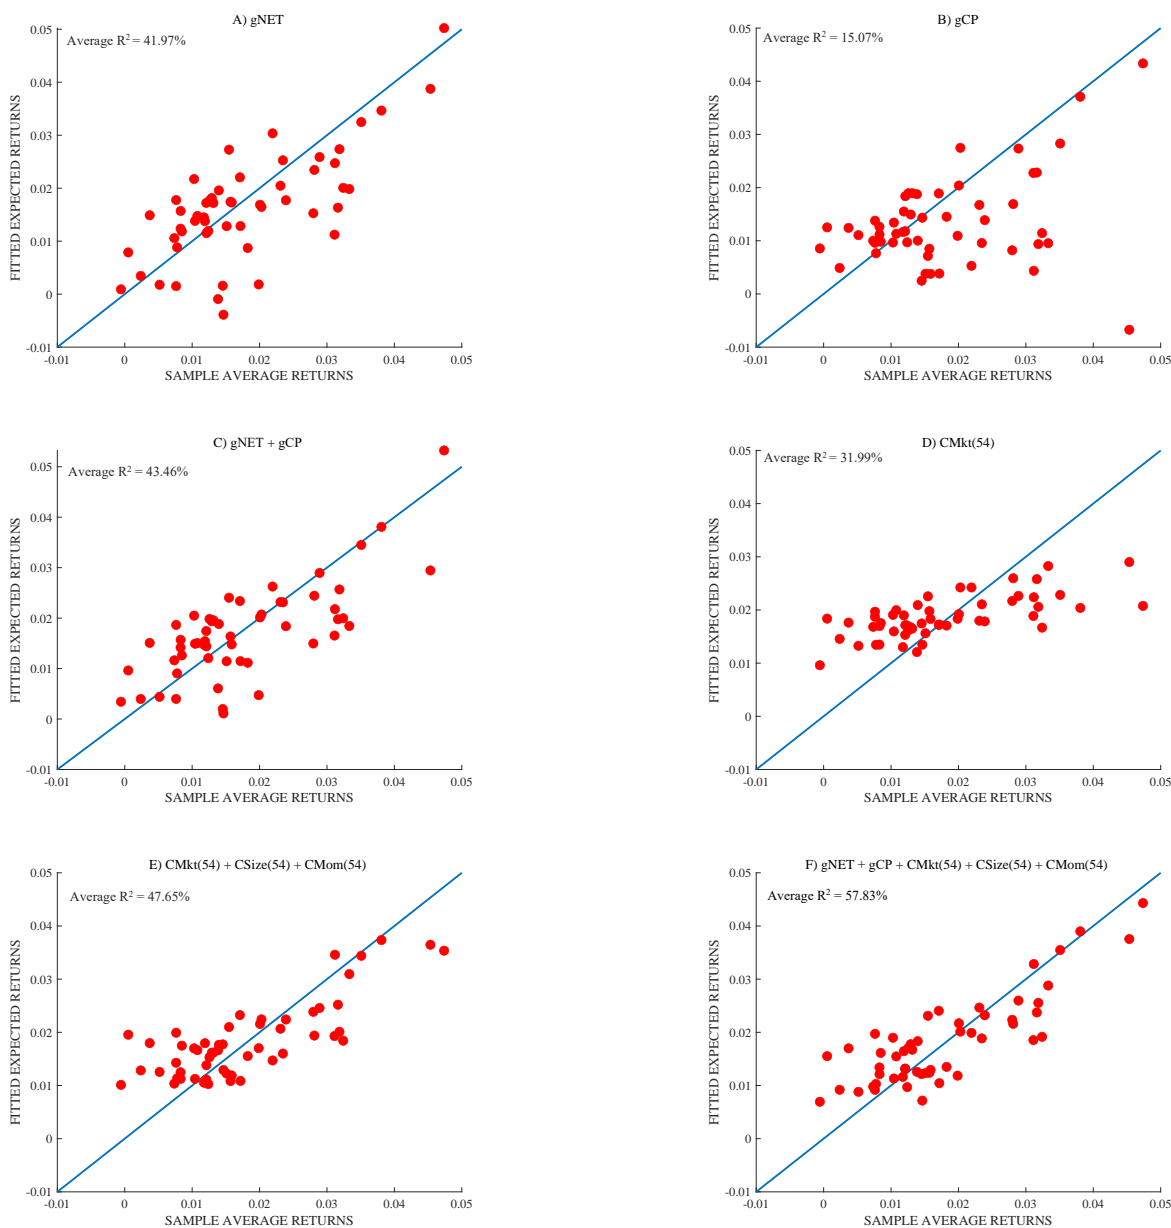 A) gNET
Average R² = 41.97%
0.05
0.04
0.03
0.02
0.01
0
-0.01
FITTED EXPECTED RETURNS
-0.01 0 0.01 0.02 0.03 0.04 0.05
SAMPLE AVERAGE RETURNS
B) gCP
Average R² = 15.07%
0.05
0.04
0.03
0.02
0.01
0
-0.01
FITTED EXPECTED RETURNS
-0.01 0 0.01 0.02 0.03 0.04 0.05
SAMPLE AVERAGE RETURNS
C) gNET + gCP
Average R² = 43.46%
0.05
0.04
0.03
0.02
0.01
0
-0.01
FITTED EXPECTED RETURNS
-0.01 0 0.01 0.02 0.03 0.04 0.05
SAMPLE AVERAGE RETURNS
D) CMkt(54)
Average R² = 31.99%
0.05
0.04
0.03
0.02
0.01
0
-0.01
FITTED EXPECTED RETURNS
-0.01 0 0.01 0.02 0.03 0.04 0.05
SAMPLE AVERAGE RETURNS
E) CMkt(54) + CSize(54) + CMom(54)
Average R² = 47.65%
0.05
0.04
0.03
0.02
0.01
0
-0.01
FITTED EXPECTED RETURNS
-0.01 0 0.01 0.02 0.03 0.04 0.05
SAMPLE AVERAGE RETURNS
F) gNET + gCP + CMkt(54) + CSize(54) + CMom(54)
Average R² = 57.83%
0.05
0.04
0.03
0.02
0.01
0
-0.01
FITTED EXPECTED RETURNS
-0.01 0 0.01 0.02 0.03 0.04 0.05
SAMPLE AVERAGE RETURNS